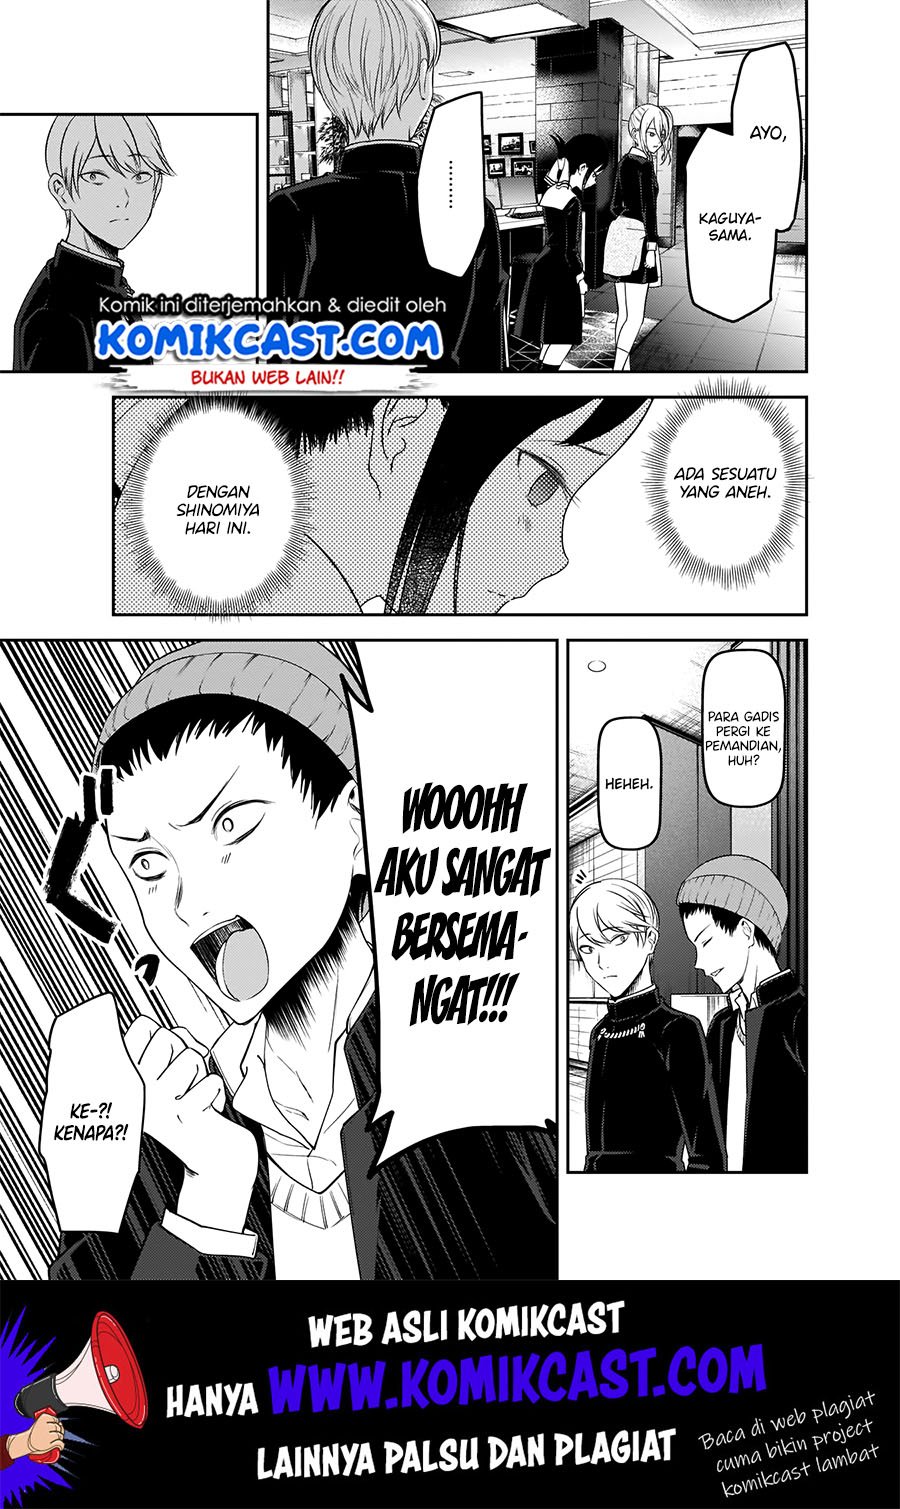 AYO,
KAGUYA-
SAMA.
..........
Komik ini diterjemahkan & diedit oleh
KOMIKCAST.COM
BUKAN WEB LAIN!!
ADA SESUATU
YANG ANEH.
DENGAN
SHINOMIYA
HARI INI.
PARA GADIS
PERGI KE
PEMANDIAN,
HUH?
HEHEH.
WOOOHH
AKU SANGAT
BERSEMA-
NGAT!!!
KE-?!
KENAPA?!
WEB ASLI KOMIKCAST
HANYA WWW.KOMIKCAST.COM
LAINNYA PALSU DAN PLAGIAT
Baca di web plagiat
cuma bikin project
komikcast lambat